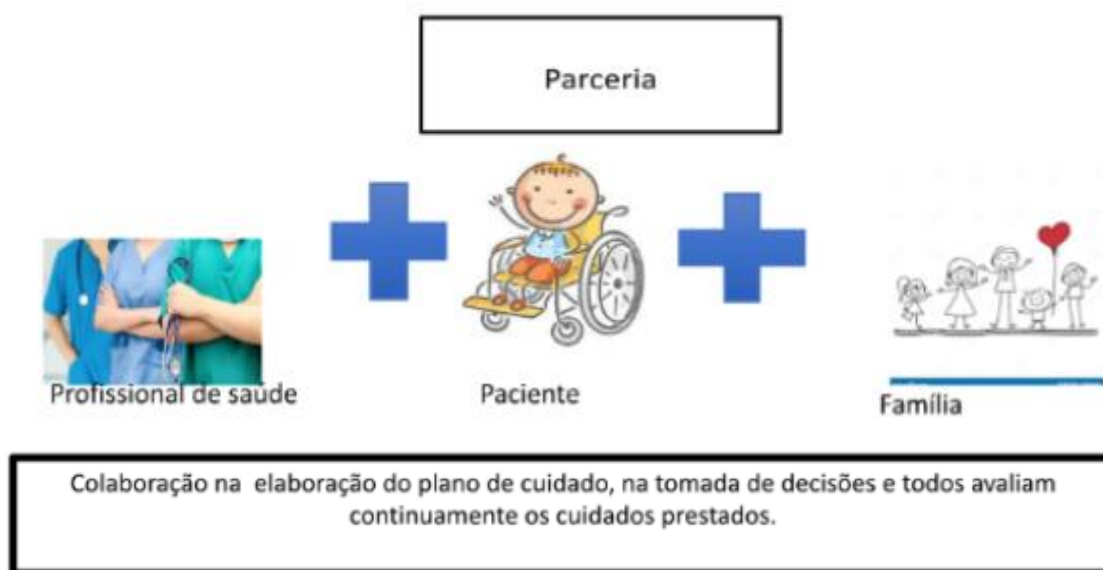 Parceria
Profissional de saúde
Paciente
Família
Colaboração na elaboração do plano de cuidado, na tomada de decisões e todos avaliam
continuamente os cuidados prestados.